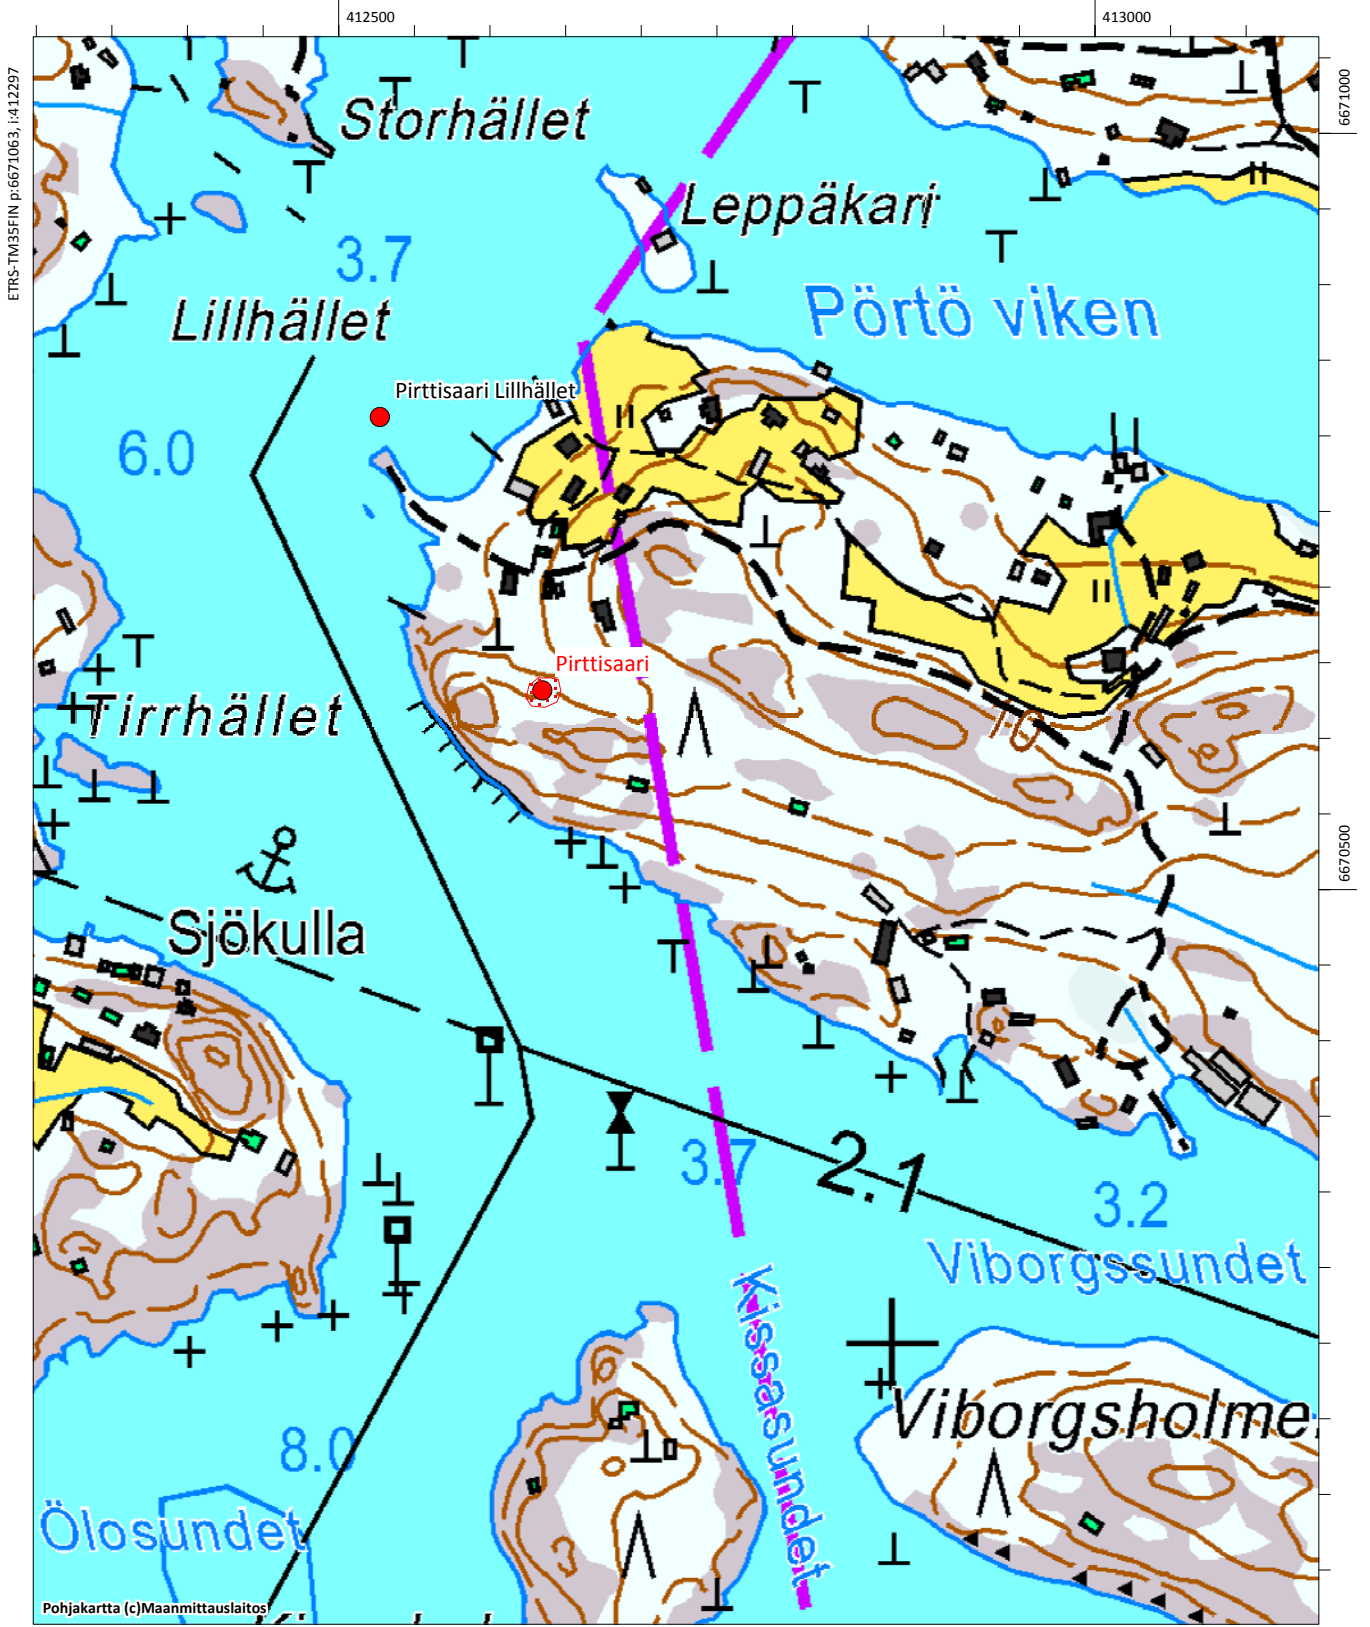 412500
413000
ETRS-TM35FIN p:6671063, i:412297
6671000
Storhället
Leppäkari
3.7
Pörtö viken
Lillhället
Pirttisaari Lillhället
6.0
Pirttisaari
Tirrhället
10
6670500
Sjökulla
3.7
2.1
3.2
Viborgssundet
Kissasundet
Viborgsholme
8.0
Ölosundet
Pohjakartta (c)Maanmittauslaitos